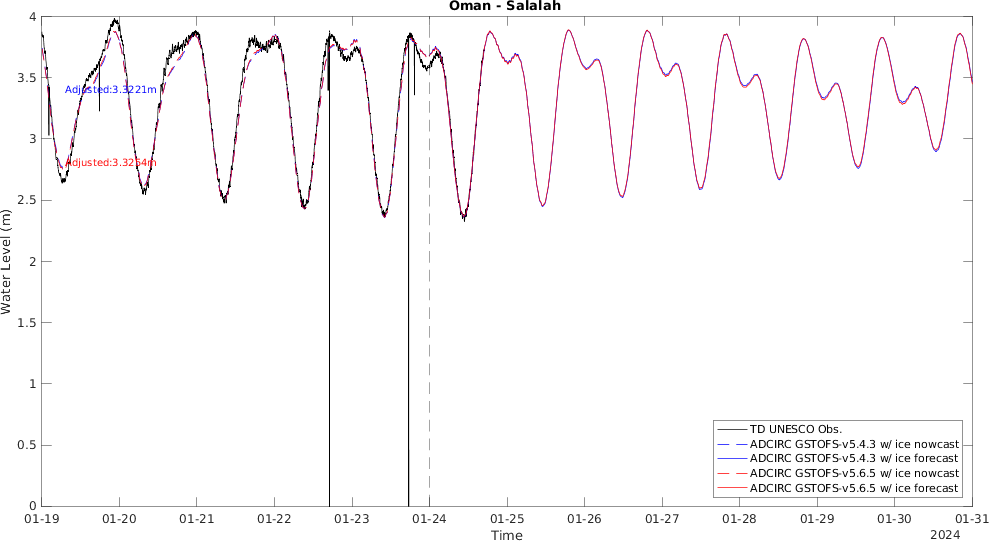 Oman - Salalah
4
3.5
3
2.5
2
1.5
1
0.5
0
Water Level (m)
Adjusted:3.3221m
Adjusted:3.3264m
TD UNESCO Obs.
ADCIRC GSTOFS-v5.4.3 w/ ice nowcast
ADCIRC GSTOFS-v5.4.3 w/ ice forecast
ADCIRC GSTOFS-v5.6.5 w/ ice nowcast
ADCIRC GSTOFS-v5.6.5 w/ ice forecast
01-19 01-20 01-21 01-22 01-23 01-24 01-25 01-26 01-27 01-28 01-29 01-30 01-31
Time
2024